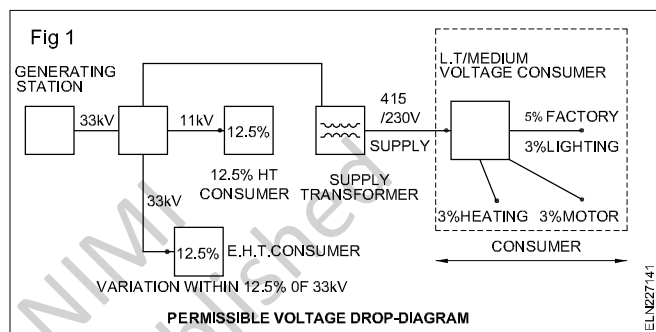 Fig 1
GENERATING
STATION
33kV
11kV
12.5%
12.5% HT
CONSUMER
33kV
12.5%
E.H.T.CONSUMER
VARIATION WITHIN 12.5% 0F 33kV
SUPPLY
TRANSFORMER
415
/230V
SUPPLY
L.T/MEDIUM
VOLTAGE CONSUMER
5% FACTORY
3%LIGHTING
3%HEATING
3%MOTOR
CONSUMER
PERMISSIBLE VOLTAGE DROP-DIAGRAM
ELN227141
NIMI